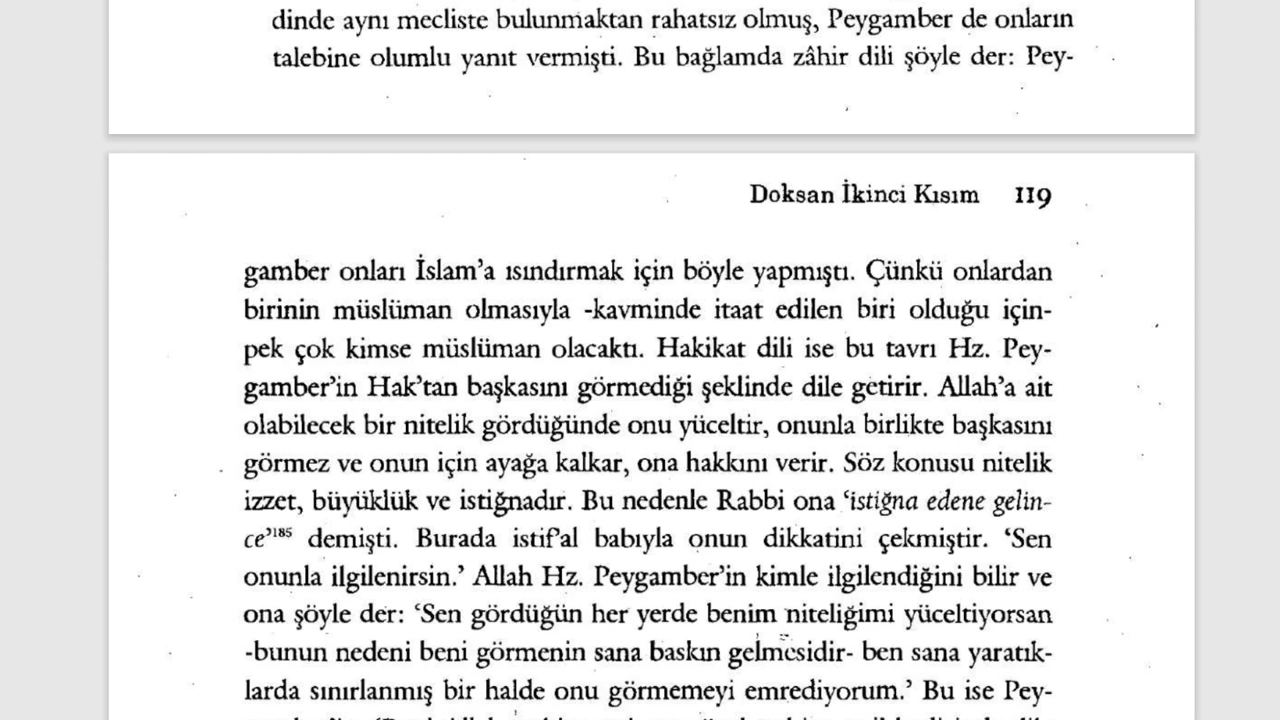 dinde aynı mecliste bulunmaktan rahatsız olmuş, Peygamber de onların
talebine olumlu yanıt vermişti. Bu bağlamda zâhir dili şöyle der: Pey-
Doksan İkinci Kısım 119
gamber onları İslam’a ısındırmak için böyle yapmıştı. Çünkü onlardan
birinin müslüman olmasıyla -kavminde itaat edilen biri olduğu için-
pek çok kimse müslüman olacaktı. Hakikat dili ise bu tavrı Hz. Pey-
gamber’in Hak’tan başkasını görmediği şeklinde dile getirir. Allah’a ait
olabilecek bir nitelik gördüğünde onu yüceltir, onunla birlikte başkasını
görmez ve onun için ayağa kalkar, ona hakkını verir. Söz konusu nitelik
izzet, büyüklük ve istiğnadır. Bu nedenle Rabbi ona ‘istiğna edene gelin-
ce’¹⁸⁵ demişti. Burada istif’al babıyla onun dikkatini çekmiştir. ‘Sen
onunla ilgilenirsin.’ Allah Hz. Peygamber’in kimle ilgilendiğini bilir ve
ona şöyle der: ‘Sen gördüğün her yerde benim niteliğimi yüceltiyorsan
-bunun nedeni beni görmenin sana baskın gelmesidir- ben sana yaratık-
larda sınırlanmış bir halde onu görmemeyi emrediyorum.’ Bu ise Pey-